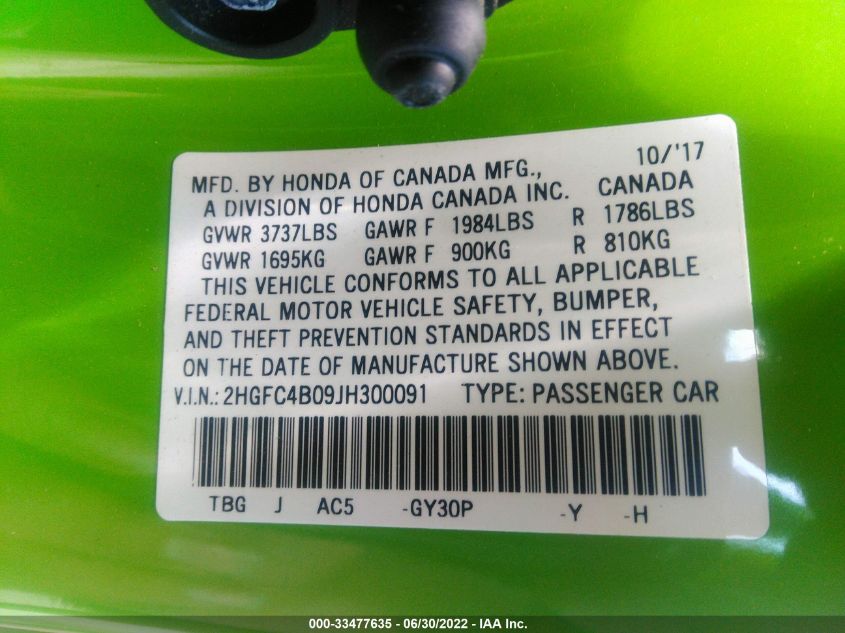 10/'17
MFD. BY HONDA OF CANADA MFG.,
A DIVISION OF HONDA CANADA INC. CANADA
GVWR 3737LBS GAWR F 1984LBS R 1786LBS
GVWR 1695KG GAWR F 900KG R 810KG
THIS VEHICLE CONFORMS TO ALL APPLICABLE
FEDERAL MOTOR VEHICLE SAFETY, BUMPER,
AND THEFT PREVENTION STANDARDS IN EFFECT
ON THE DATE OF MANUFACTURE SHOWN ABOVE.
V.I.N.: 2HGFC4B09JH300091 TYPE: PASSENGER CAR
TBG J AC5 -GY30P -Y -H
000-33477635 - 06/30/2022 - IAA Inc.